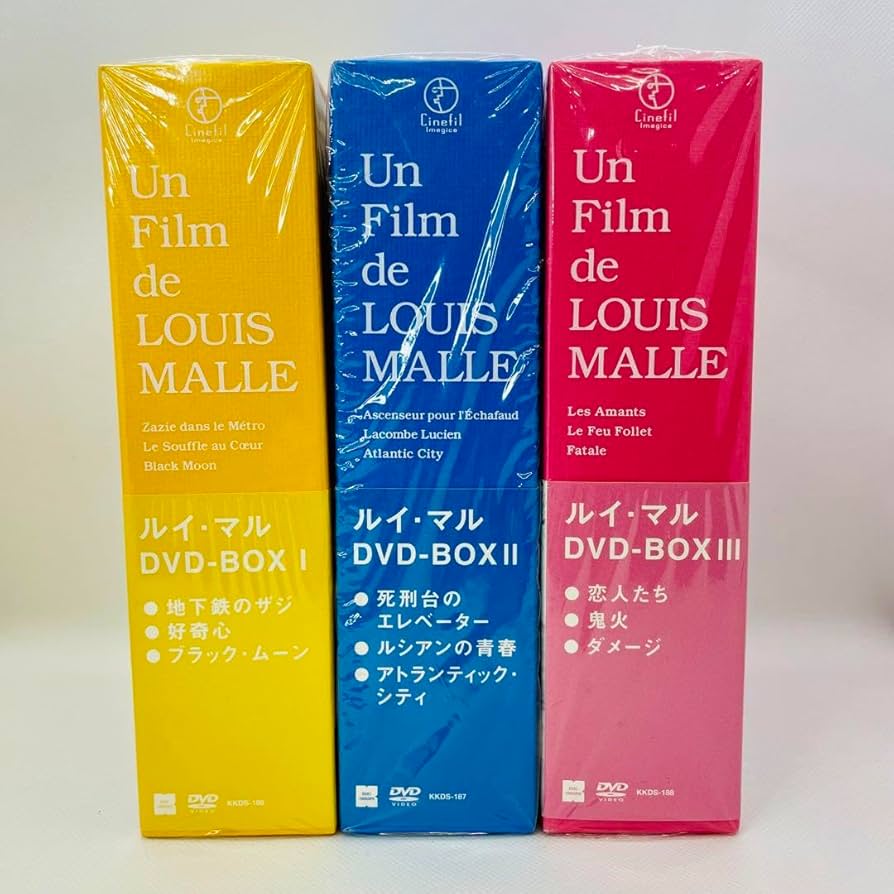 Cinefil
Imagica
Un
Film
de
LOUIS
MALLE
Zazie dans le Métro
Le Souffle au Cœur
Black Moon
ルイ・マル
DVD-BOX I
● 地下鉄のザジ
● 好奇心
● ブラック・ムーン
DVD
VIDEO
Cinefil
Imagica
Un
Film
de
LOUIS
MALLE
Ascenseur pour l'Échafaud
Lacombe Lucien
Atlantic City
ルイ・マル
DVD-BOX II
● 死刑台の
エレベーター
● ルシアンの青春
● アトランティック・
シティ
DVD
VIDEO
KKDS-187
Cinefil
Imagica
Un
Film
de
LOUIS
MALLE
Les Amants
Le Feu Follet
Fatale
ルイ・マル
DVD-BOX III
● 恋人たち
● 鬼火
● ダメージ
DVD
VIDEO
KKDS-188